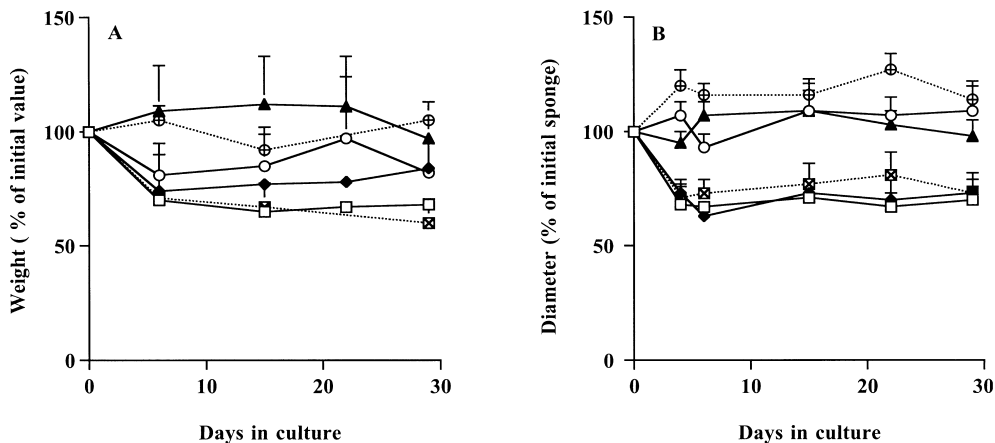 A
150
100
50
0
Weight ( % of initial value)
0 10 20 30
Days in culture
B
150
100
50
0
Diameter (% of initial sponge)
0 10 20 30
Days in culture